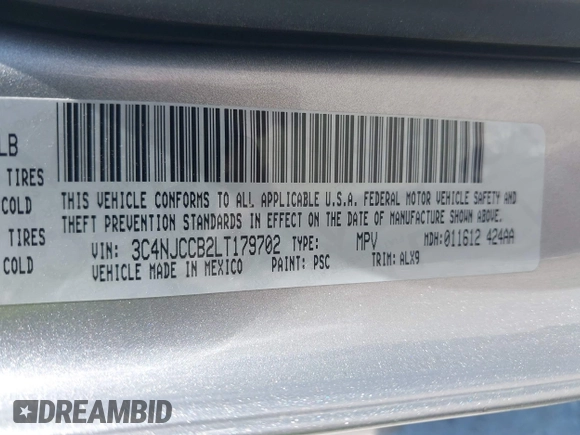 LB
TIRES
COLD
TIRES
COLD
THIS VEHICLE CONFORMS TO ALL APPLICABLE U.S.A. FEDERAL MOTOR VEHICLE SAFETY AND
THEFT PREVENTION STANDARDS IN EFFECT ON THE DATE OF MANUFACTURE SHOWN ABOVE.
VIN: 3C4NJCCB2LT179702 TYPE: MPV MDH: 011612 424AA
VEHICLE MADE IN MEXICO PAINT: PSC TRIM: ALX9
DREAMBID